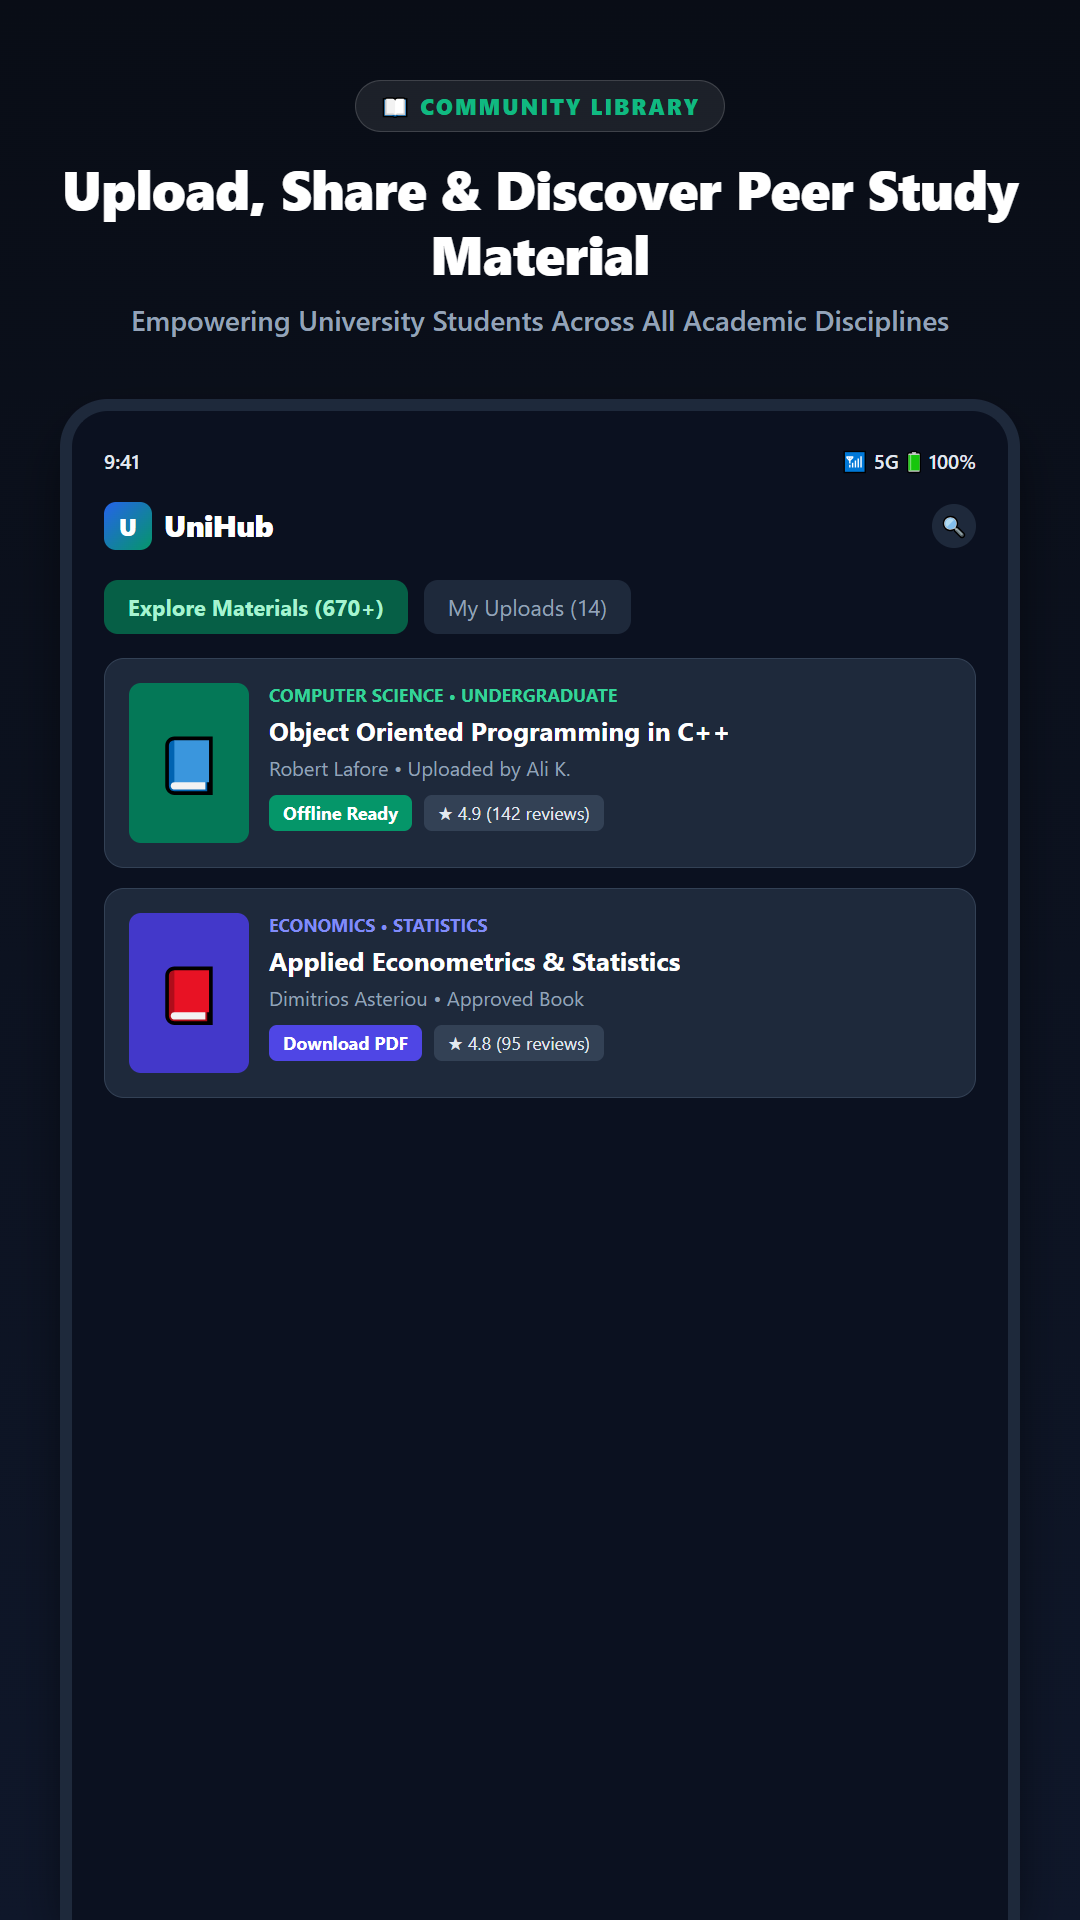 COMMUNITY LIBRARY
Upload, Share & Discover Peer Study
Material
Empowering University Students Across All Academic Disciplines
9:41
5G 100%
U UniHub
Explore Materials (670+)
My Uploads (14)
COMPUTER SCIENCE • UNDERGRADUATE
Object Oriented Programming in C++
Robert Lafore • Uploaded by Ali K.
Offline Ready
★ 4.9 (142 reviews)
ECONOMICS • STATISTICS
Applied Econometrics & Statistics
Dimitrios Asteriou • Approved Book
Download PDF
★ 4.8 (95 reviews)